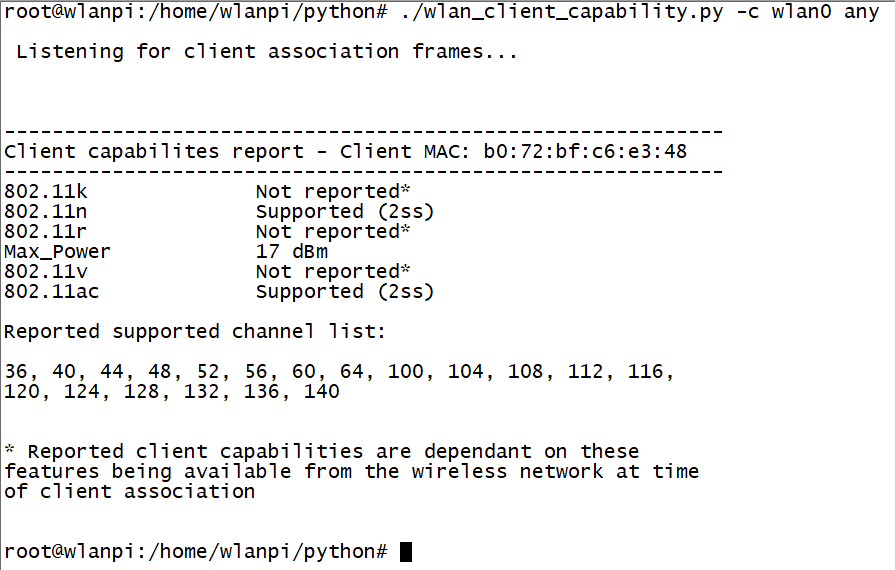 root@wlanpi:/home/wlanpi/python# ./wlan_client_capability.py -c wlan0 any
Listening for client association frames...
------------------------------------------------------------
Client capabilites report - Client MAC: b0:72:bf:c6:e3:48
------------------------------------------------------------
802.11k Not reported*
802.11n Supported (2ss)
802.11r Not reported*
Max_Power 17 dBm
802.11v Not reported*
802.11ac Supported (2ss)
Reported supported channel list:
36, 40, 44, 48, 52, 56, 60, 64, 100, 104, 108, 112, 116,
120, 124, 128, 132, 136, 140
* Reported client capabilities are dependant on these
features being available from the wireless network at time
of client association
root@wlanpi:/home/wlanpi/python#